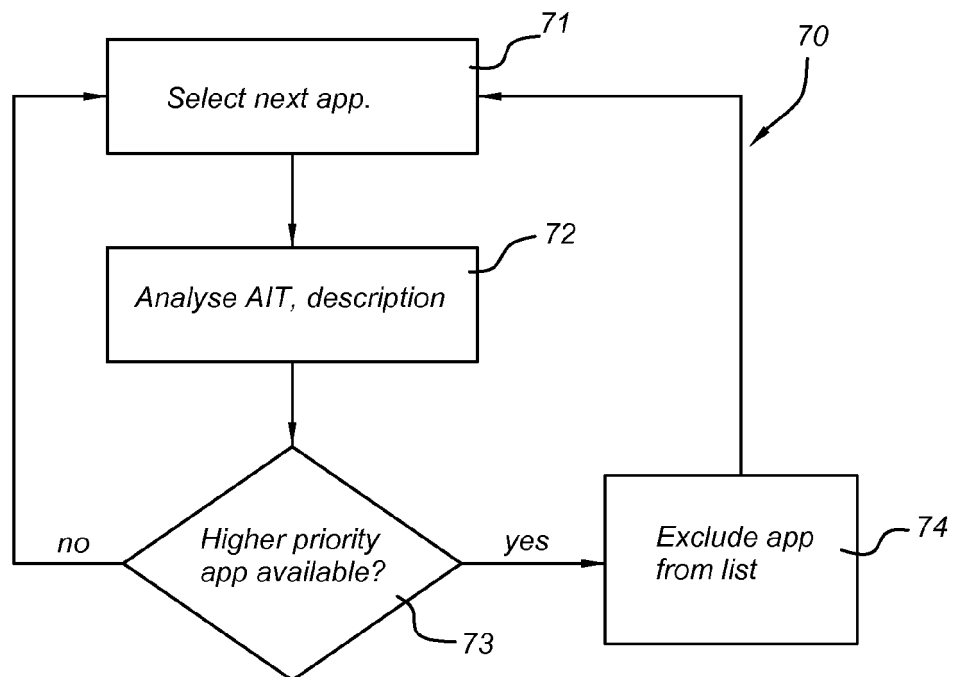 71
70
Select next app.
72
Analyse AIT, description
no
Higher priority
app available?
yes
Exclude app
from list
74
73